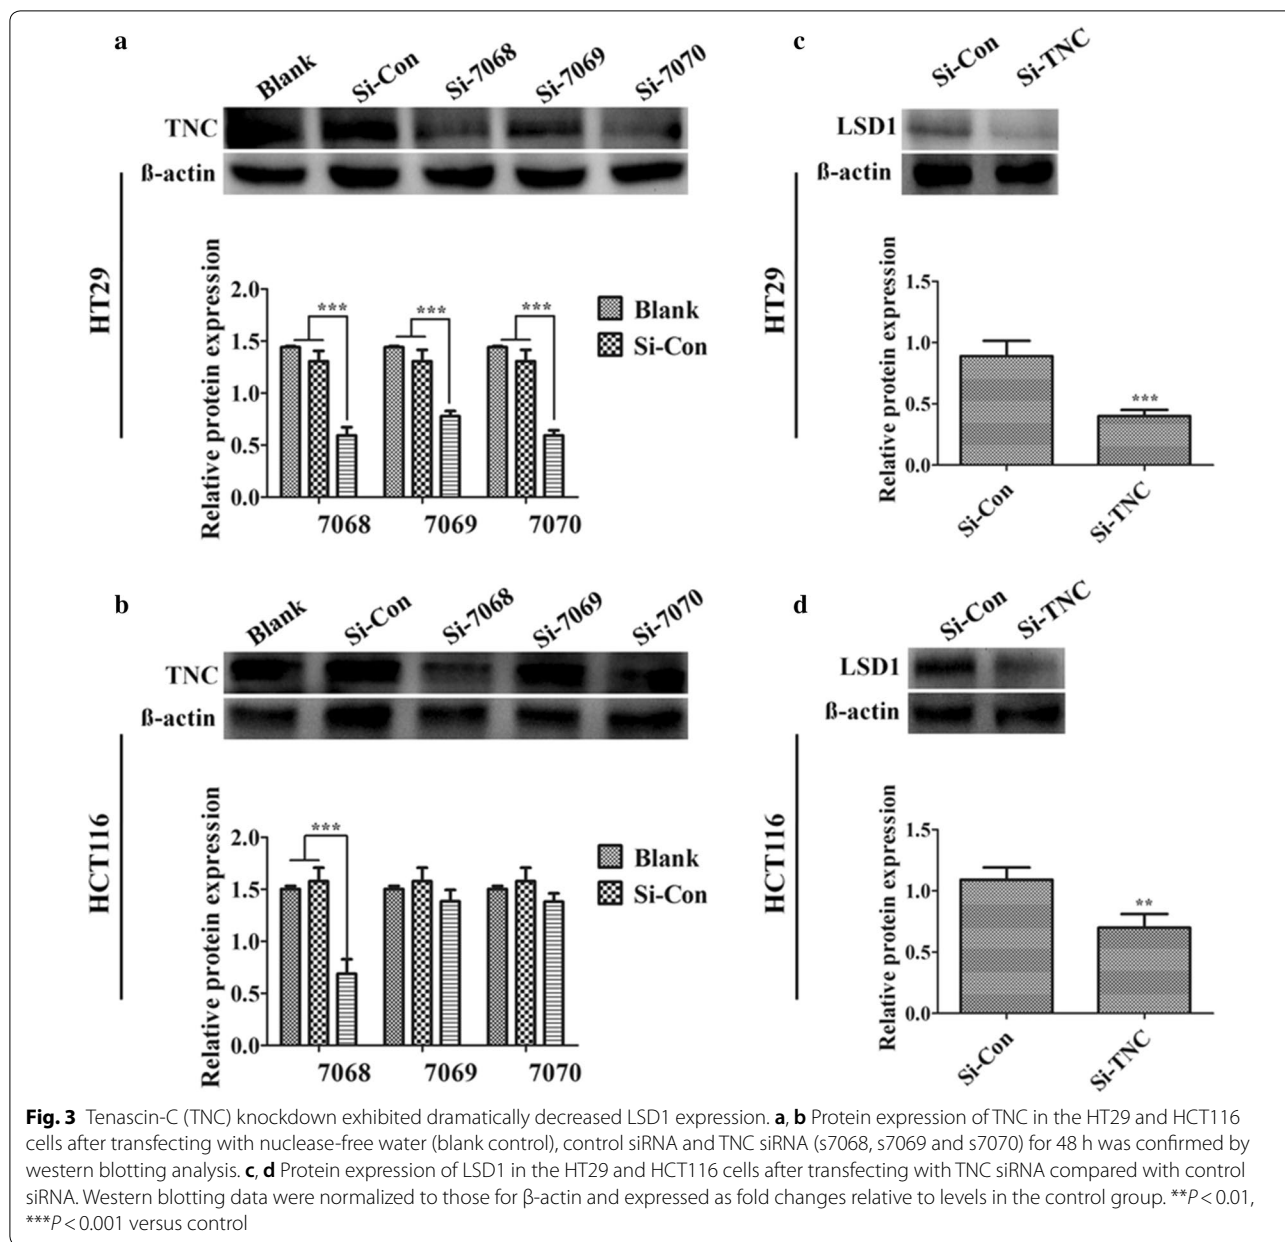 a
Blank Si-Con Si-7068 Si-7069 Si-7070
TNC
ß-actin
HT29
Relative protein expression
2.0
1.5
1.0
0.5
0.0
*** *** ***
7068 7069 7070
Blank
Si-Con
c
Si-Con Si-TNC
LSD1
ß-actin
HT29
Relative protein expression
1.5
1.0
0.5
0.0
***
Si-Con Si-TNC
b
Blank Si-Con Si-7068 Si-7069 Si-7070
TNC
ß-actin
HCT116
Relative protein expression
2.0
1.5
1.0
0.5
0.0
***
7068 7069 7070
Blank
Si-Con
d
Si-Con Si-TNC
LSD1
ß-actin
HCT116
Relative protein expression
1.5
1.0
0.5
0.0
**
Si-Con Si-TNC
Fig. 3 Tenascin-C (TNC) knockdown exhibited dramatically decreased LSD1 expression. a, b Protein expression of TNC in the HT29 and HCT116
cells after transfecting with nuclease-free water (blank control), control siRNA and TNC siRNA (s7068, s7069 and s7070) for 48 h was confirmed by
western blotting analysis. c, d Protein expression of LSD1 in the HT29 and HCT116 cells after transfecting with TNC siRNA compared with control
siRNA. Western blotting data were normalized to those for β-actin and expressed as fold changes relative to levels in the control group. **P < 0.01,
***P < 0.001 versus control